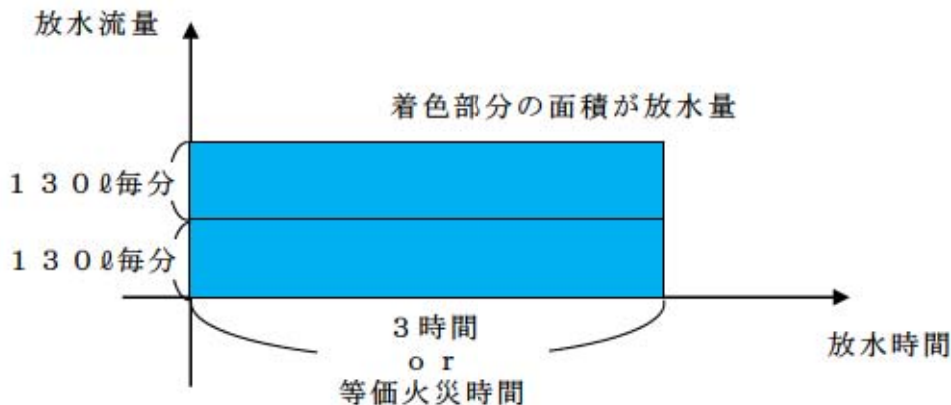 放水流量
着色部分の面積が放水量
１３０ℓ毎分
１３０ℓ毎分
３時間
ｏｒ
等価火災時間
放水時間